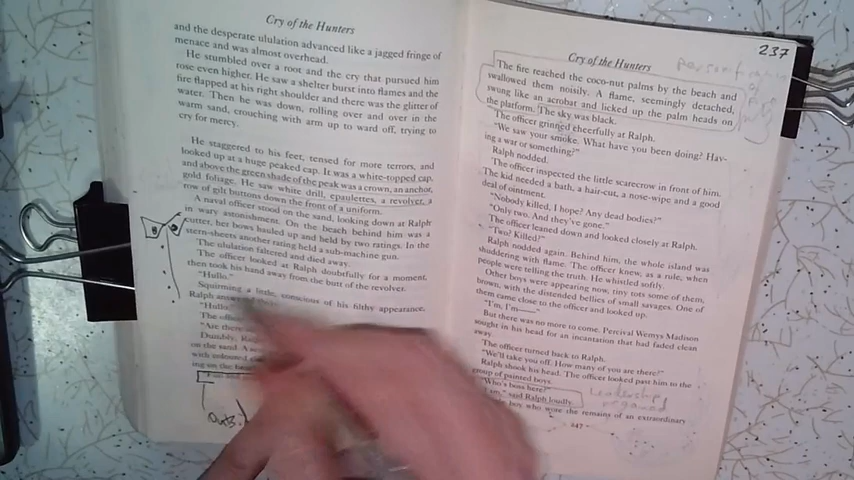 Cry of the Hunters
and the desperate ululation advanced like a jagged fringe of
menace and was almost overhead.
He stumbled over a root and the cry that pursued him
rose even higher. He saw a shelter burst into flames and the
fire flapped at his right shoulder and there was the glitter of
water. Then he was down, rolling over and over in the
warm sand, crouching with arm up to ward off, trying to
cry for mercy.
He staggered to his feet, tensed for more terrors, and
looked up at a huge peaked cap. It was a white-topped cap,
and above the green shade of the peak was a crown, an anchor,
gold foliage. He saw white drill, epaulettes, a revolver, a
row of gilt buttons down the front of a uniform.
A naval officer stood on the sand, looking down at Ralph
in wary astonishment. On the beach behind him was a
cutter, her bows hauled up and held by two ratings. In the
stern-sheets another rating held a sub-machine gun.
The ululation faltered and died away.
The officer looked at Ralph doubtfully for a moment,
then took his hand away from the butt of the revolver.
"Hullo."
Squirming a little, conscious of his filthy appearance,
Ralph answered
"Hullo
The offic
"Are there
Dumbly, Ra
on the sand. A
with coloured
ing on the bea
237
Cry of the Hunters
The fire reached the coco-nut palms by the beach and
swallowed them noisily. A flame, seemingly detached,
swung like an acrobat and licked up the palm heads on
the platform. The sky was black.
The officer grinned cheerfully at Ralph.
"We saw your smoke. What have you been doing? Hav-
ing a war or something?"
Ralph nodded.
The officer inspected the little scarecrow in front of him.
The kid needed a bath, a hair-cut, a nose-wipe and a good
deal of ointment.
"Nobody killed, I hope? Any dead bodies?"
"Only two. And they've gone."
The officer leaned down and looked closely at Ralph.
"Two? Killed?"
Ralph nodded again. Behind him, the whole island was
shuddering with flame. The officer knew, as a rule, when
people were telling the truth. He whistled softly.
Other boys were appearing now, tiny tots some of them,
brown, with the distended bellies of small savages. One of
them came close to the officer and looked up.
"I'm, I'm——"
But there was no more to come. Percival Wemys Madison
sought in his head for an incantation that had faded clean
away.
The officer turned back to Ralph.
"We'll take you off. How many of you are there?"
Ralph shook his head. The officer looked past him to the
group of painted boys.
"Who's boss here?"
"I am," said Ralph loudly.
Leadership
regained
boy who wore the remains of an extraordinary
247